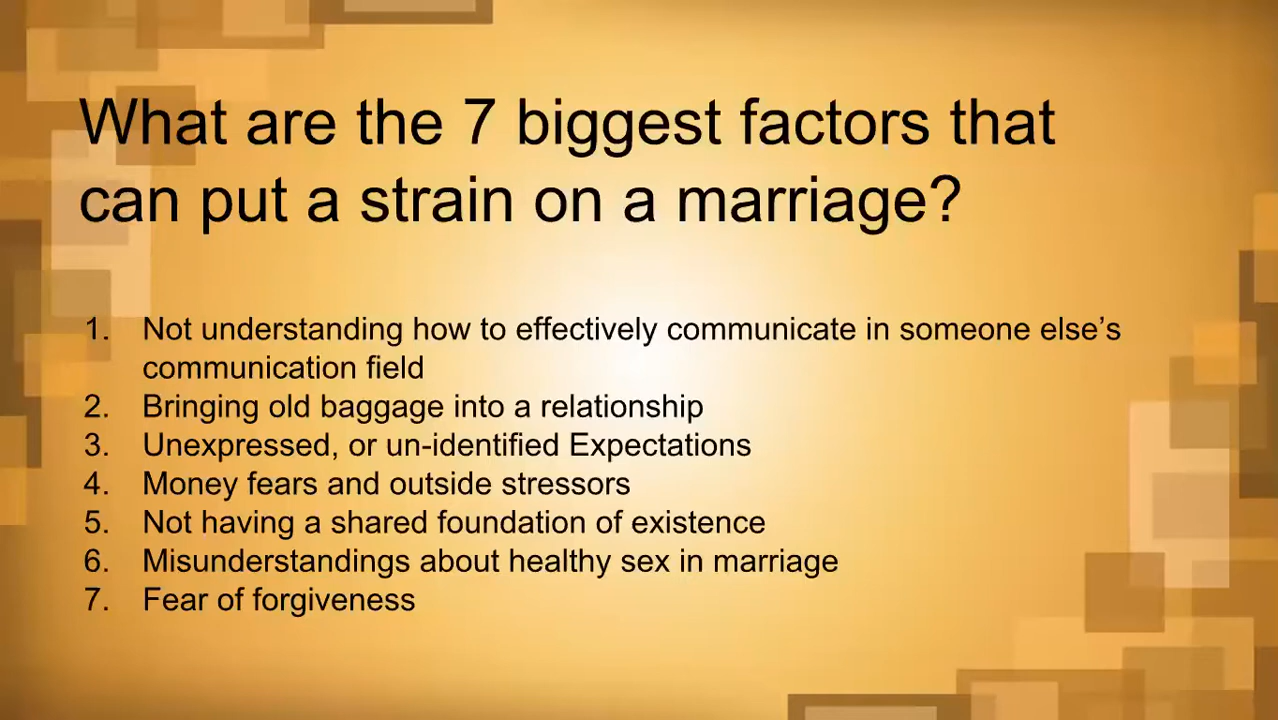 What are the 7 biggest factors that
can put a strain on a marriage?
1. Not understanding how to effectively communicate in someone else’s
communication field
2. Bringing old baggage into a relationship
3. Unexpressed, or un-identified Expectations
4. Money fears and outside stressors
5. Not having a shared foundation of existence
6. Misunderstandings about healthy sex in marriage
7. Fear of forgiveness